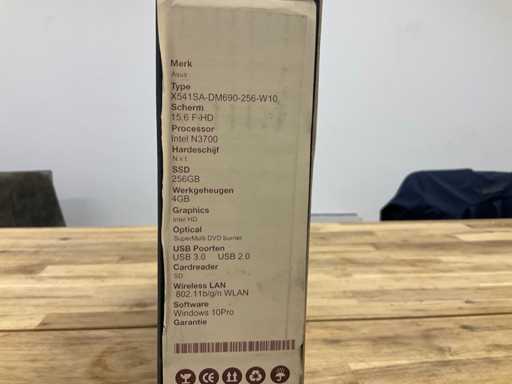 Merk
Asus
Type
X541SA-DM690-256-W10
Scherm
15.6 F-HD
Processor
Intel N3700
Hardeschijf
N x t
SSD
256GB
Werkgeheugen
4GB
Graphics
Intel HD
Optical
SuperMulti DVD burner
USB Poorten
USB 3.0 USB 2.0
Cardreader
SD
Wireless LAN
802.11b/g/n WLAN
Software
Windows 10Pro
Garantie